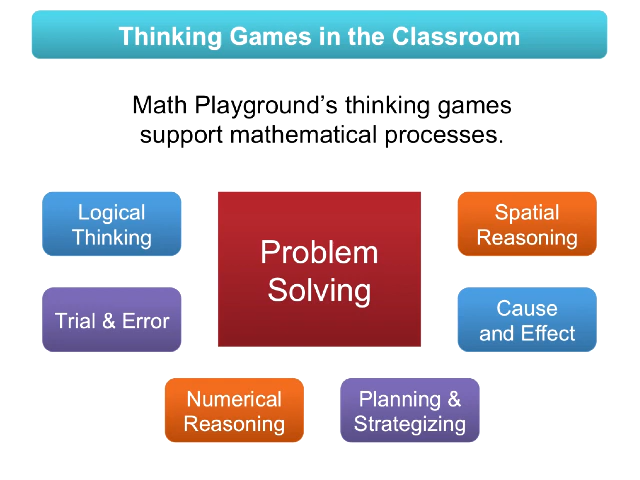 Thinking Games in the Classroom
Math Playground’s thinking games
support mathematical processes.
Logical
Thinking
Trial & Error
Problem
Solving
Spatial
Reasoning
Cause
and Effect
Numerical
Reasoning
Planning &
Strategizing